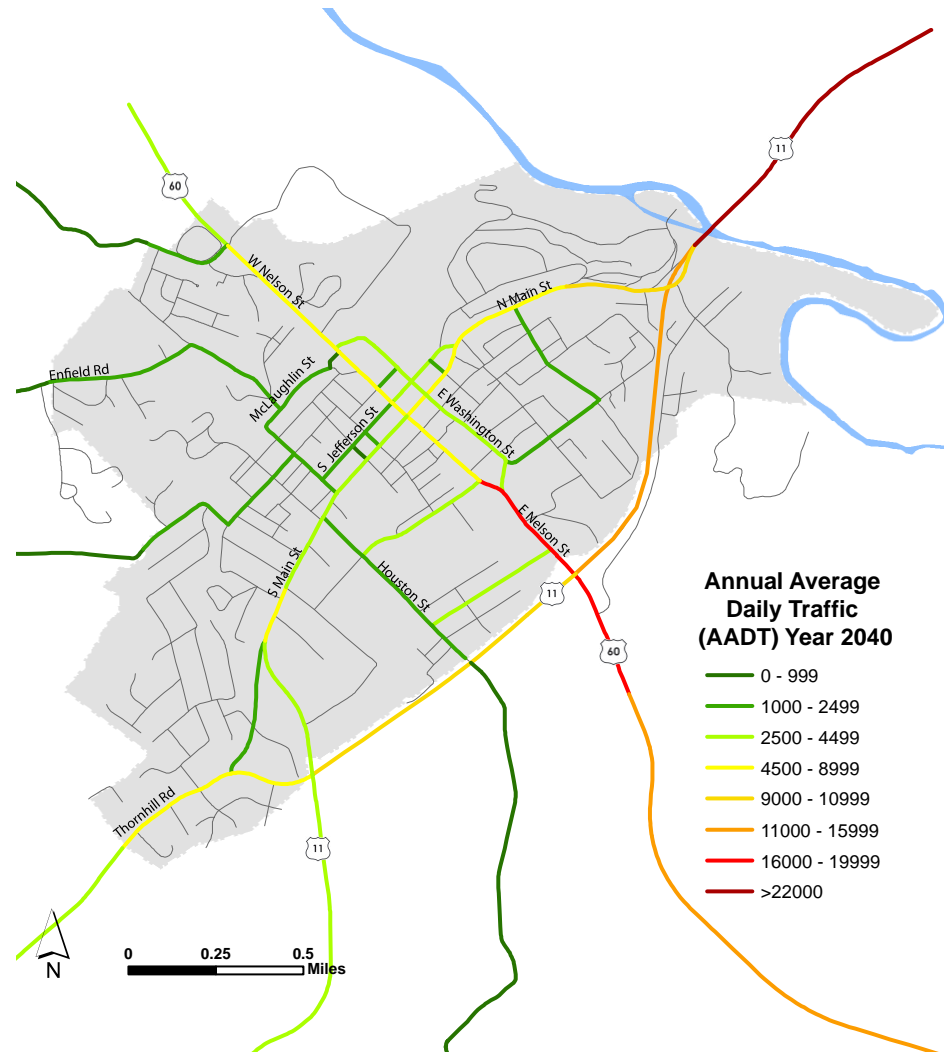 11
60
W Nelson St
N Main St
Enfield Rd
McLaughlin St
E Washington St
S Jefferson St
E Nelson St
S Main St
Houston St
11
60
Thornhill Rd
11
Annual Average
Daily Traffic
(AADT) Year 2040
0 - 999
1000 - 2499
2500 - 4499
4500 - 8999
9000 - 10999
11000 - 15999
16000 - 19999
>22000
N
0 0.25 0.5
Miles